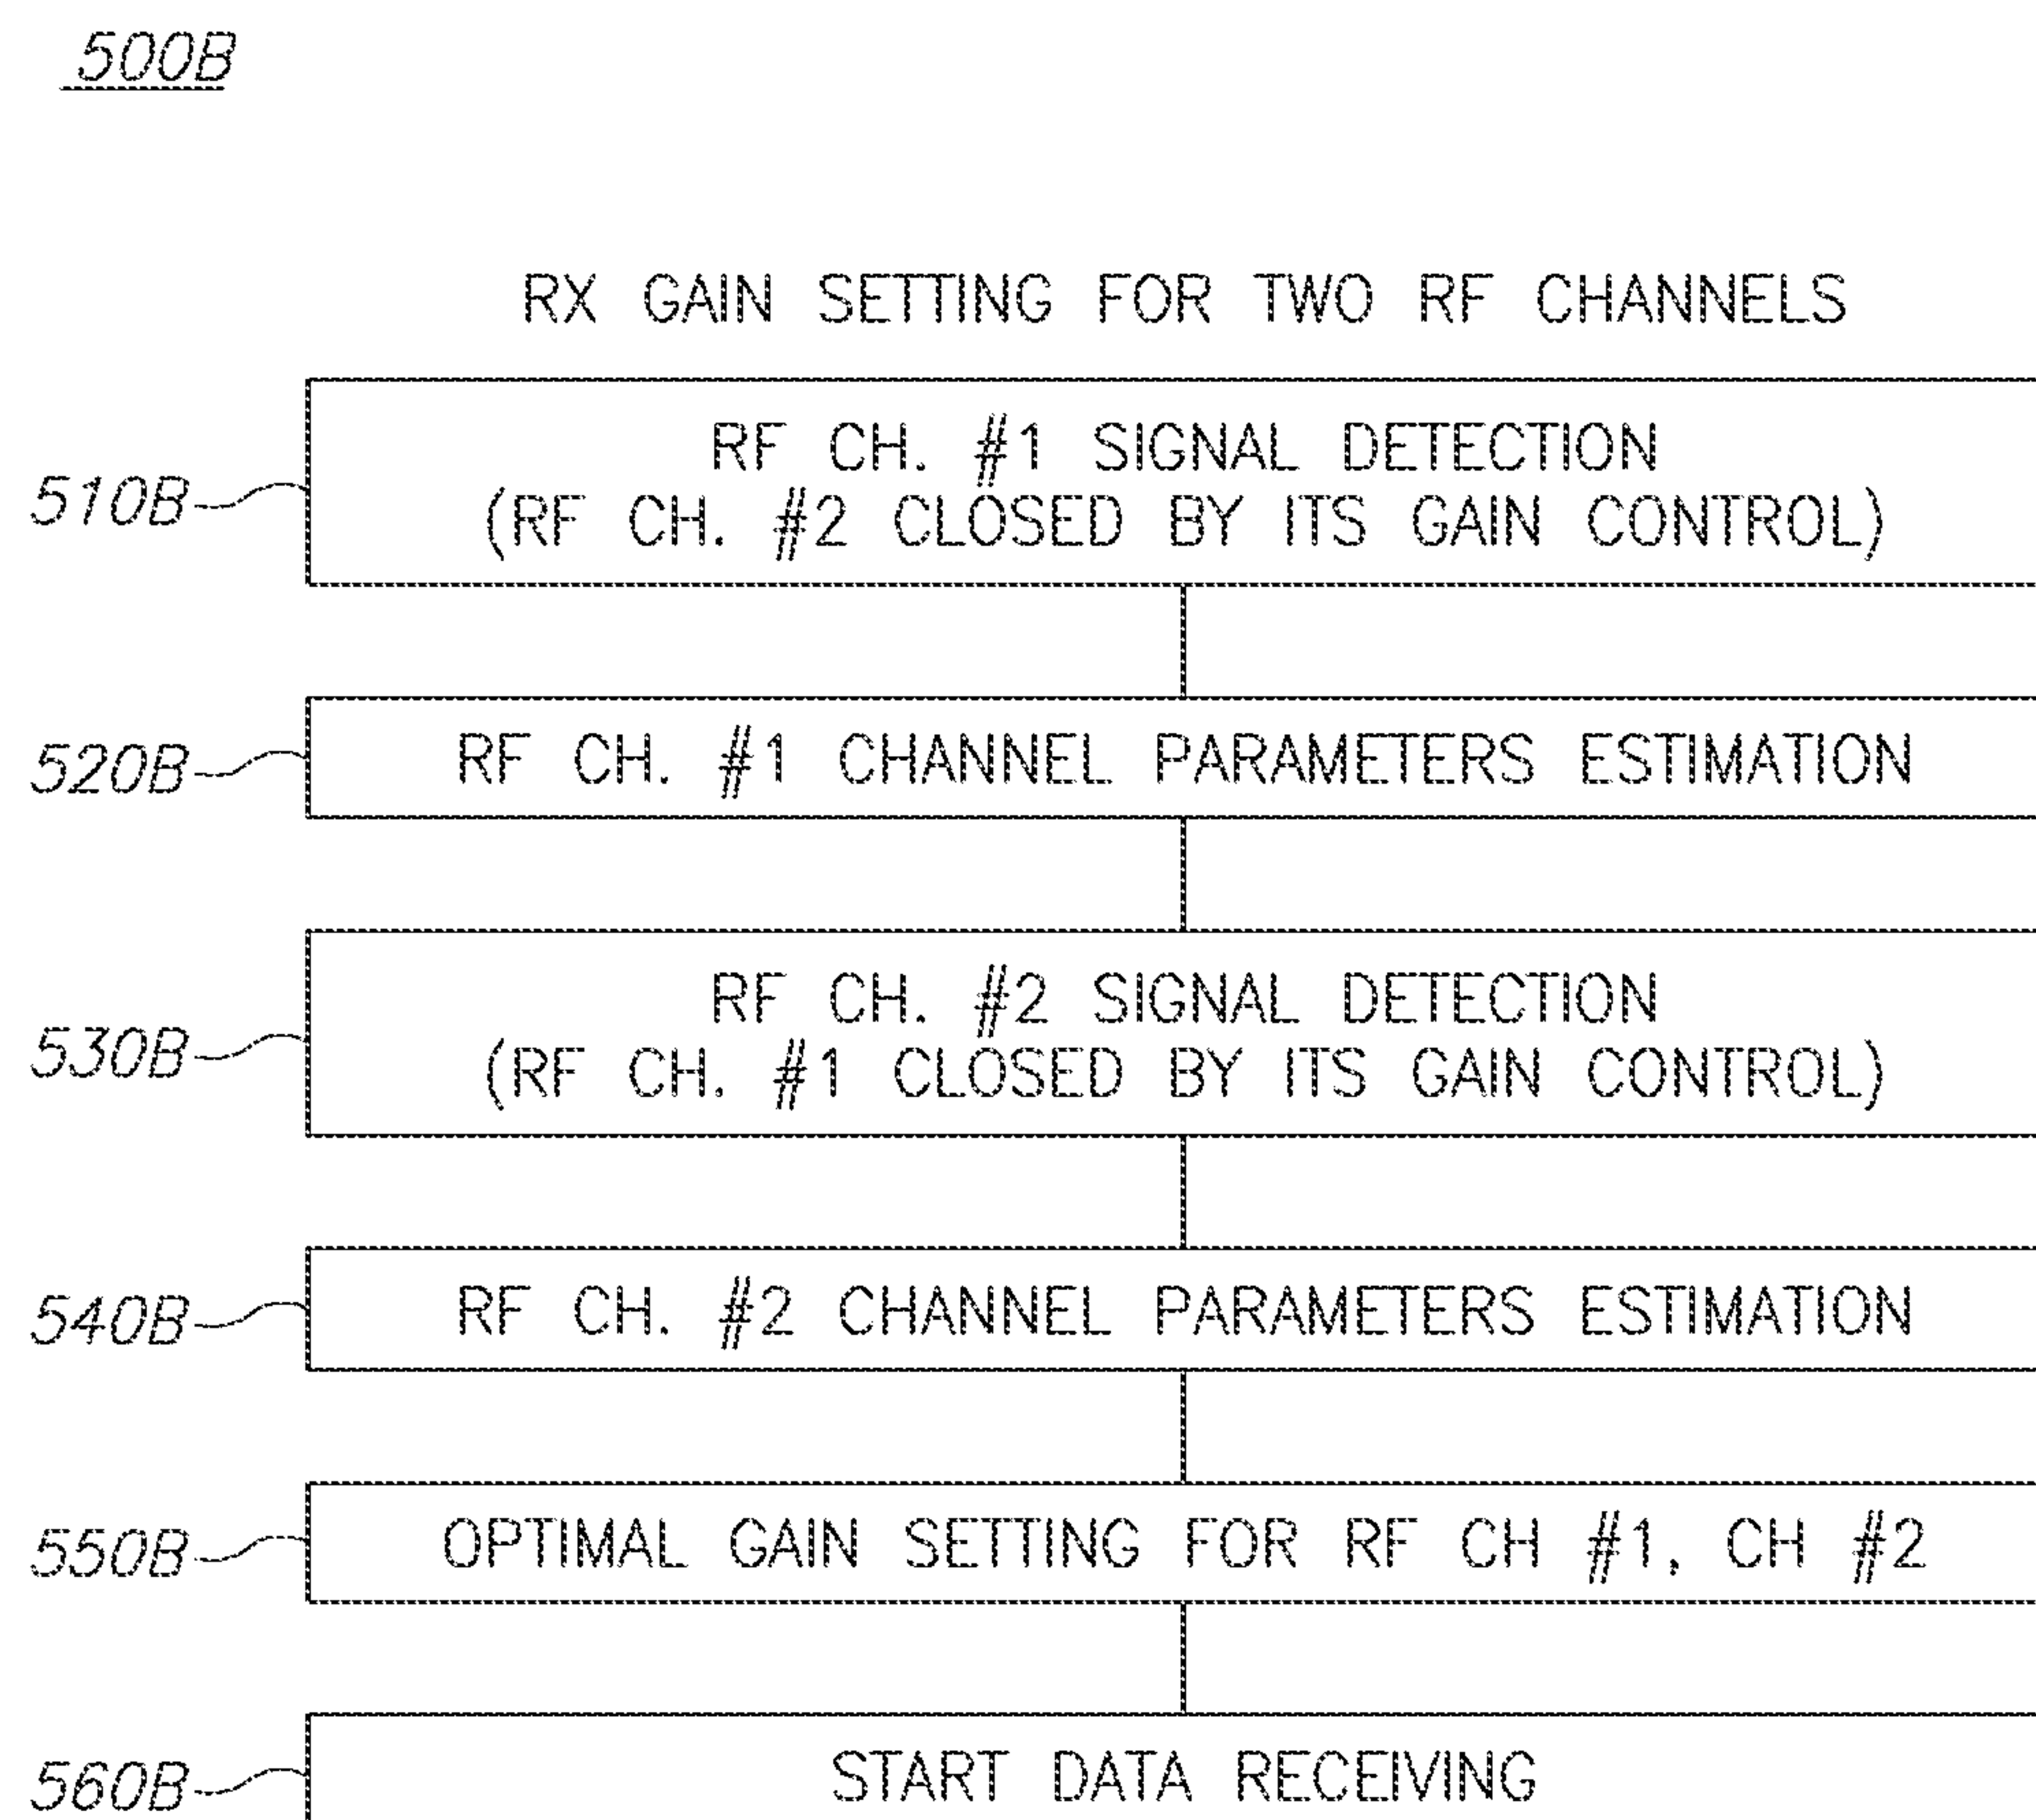 500B
RX GAIN SETTING FOR TWO RF CHANNELS
510B
RF CH. #1 SIGNAL DETECTION
(RF CH. #2 CLOSED BY ITS GAIN CONTROL)
520B
RF CH. #1 CHANNEL PARAMETERS ESTIMATION
530B
RF CH. #2 SIGNAL DETECTION
(RF CH. #1 CLOSED BY ITS GAIN CONTROL)
540B
RF CH. #2 CHANNEL PARAMETERS ESTIMATION
550B
OPTIMAL GAIN SETTING FOR RF CH #1, CH #2
560B
START DATA RECEIVING